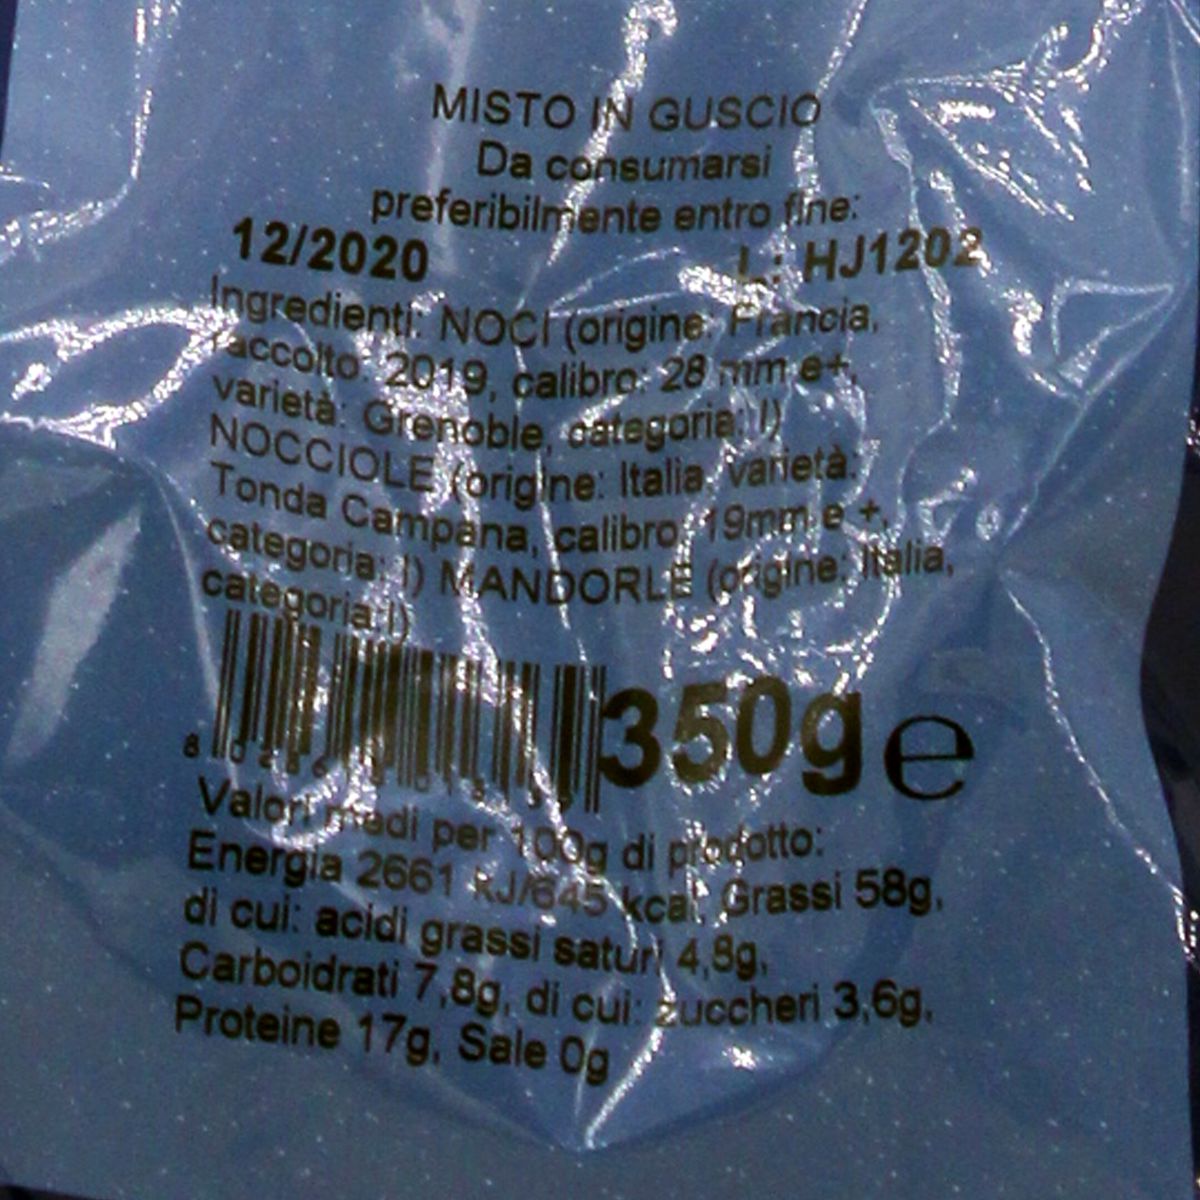 MISTO IN GUSCIO
Da consumarsi
preferibilmente entro fine:
12/2020 L: HJ1202
Ingredienti: NOCI (origine: Francia,
raccolto: 2019, calibro: 28 mm e+,
varietà: Grenoble, categoria: I)
NOCCIOLE (origine: Italia, varietà:
Tonda Campana, calibro: 19mm e +,
categoria: I) MANDORLE (origine: Italia,
categoria:I)
350g e
Valori medi per 100g di prodotto:
Energia 2661 KJ/645 kcal, Grassi 58g,
di cui: acidi grassi saturi 4,8g,
Carboidrati 7,8g, di cui: zuccheri 3,6g,
Proteine 17g, Sale 0g